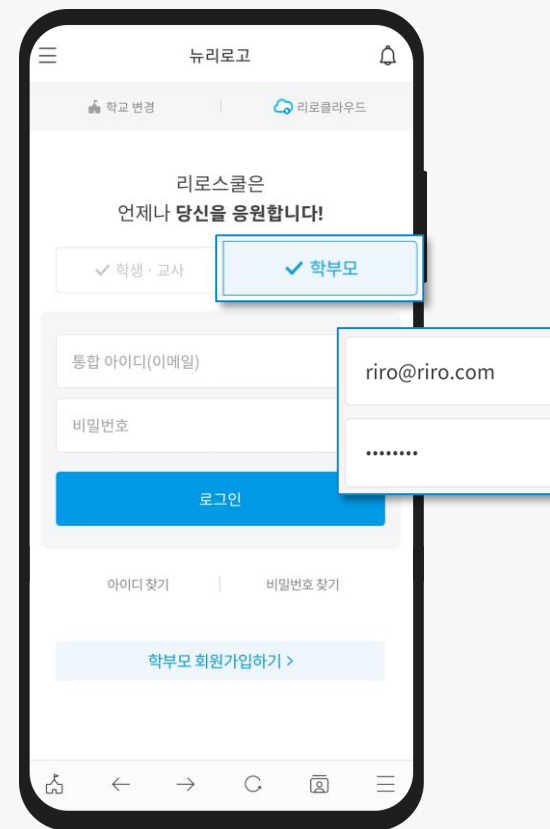 뉴리로고
학교 변경
리로클라우드
리로스쿨은
언제나 당신을 응원합니다!
학생 · 교사
학부모
통합 아이디(이메일)
riro@riro.com
비밀번호
••••••••
로그인
아이디 찾기
비밀번호 찾기
학부모 회원가입하기 >